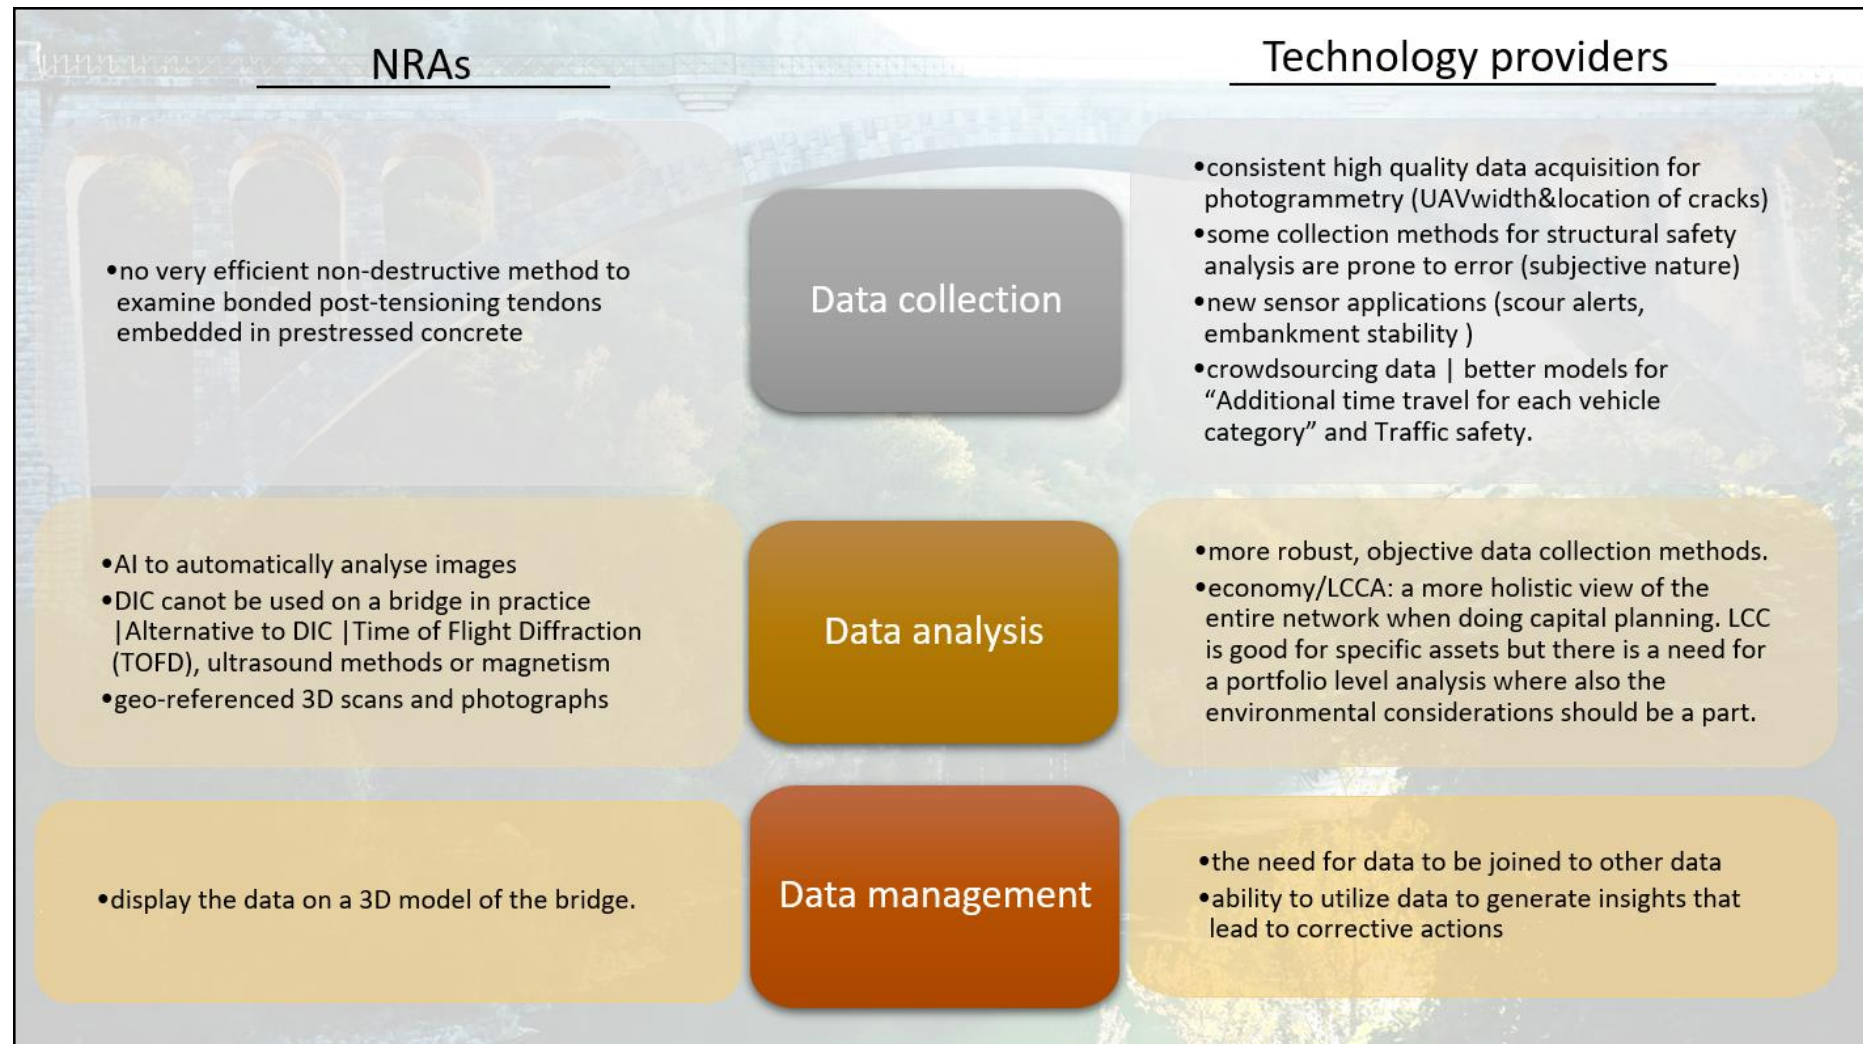 NRAs
Technology providers
•no very efficient non-destructive method to
examine bonded post-tensioning tendons
embedded in prestressed concrete
Data collection
•consistent high quality data acquisition for
photogrammetry (UAVwidth&location of cracks)
•some collection methods for structural safety
analysis are prone to error (subjective nature)
•new sensor applications (scour alerts,
embankment stability )
•crowdsourcing data | better models for
“Additional time travel for each vehicle
category” and Traffic safety.
•AI to automatically analyse images
•DIC canot be used on a bridge in practice
|Alternative to DIC |Time of Flight Diffraction
(TOFD), ultrasound methods or magnetism
•geo-referenced 3D scans and photographs
Data analysis
•more robust, objective data collection methods.
•economy/LCCA: a more holistic view of the
entire network when doing capital planning. LCC
is good for specific assets but there is a need for
a portfolio level analysis where also the
environmental considerations should be a part.
•display the data on a 3D model of the bridge.
Data management
•the need for data to be joined to other data
•ability to utilize data to generate insights that
lead to corrective actions